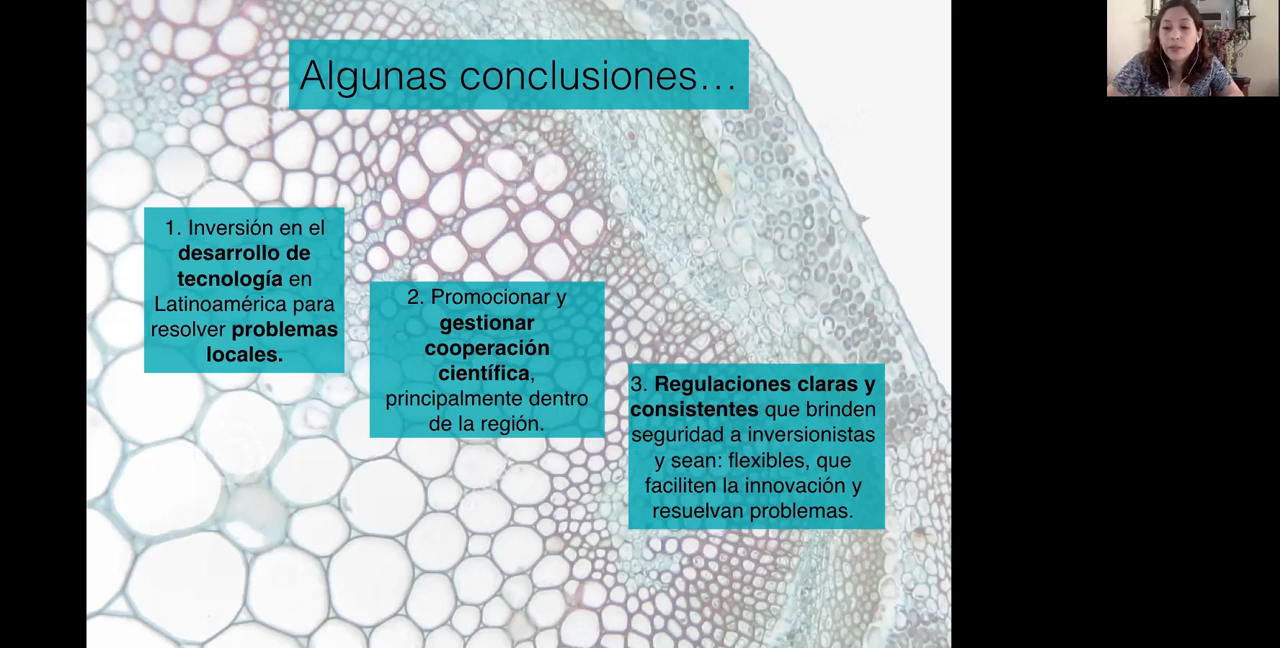 Algunas conclusiones...
1. Inversión en el
desarrollo de
tecnología en
Latinoamérica para
resolver problemas
locales.
2. Promocionar y
gestionar
cooperación
científica,
principalmente dentro
de la región.
3. Regulaciones claras y
consistentes que brinden
seguridad a inversionistas
y sean: flexibles, que
faciliten la innovación y
resuelvan problemas.